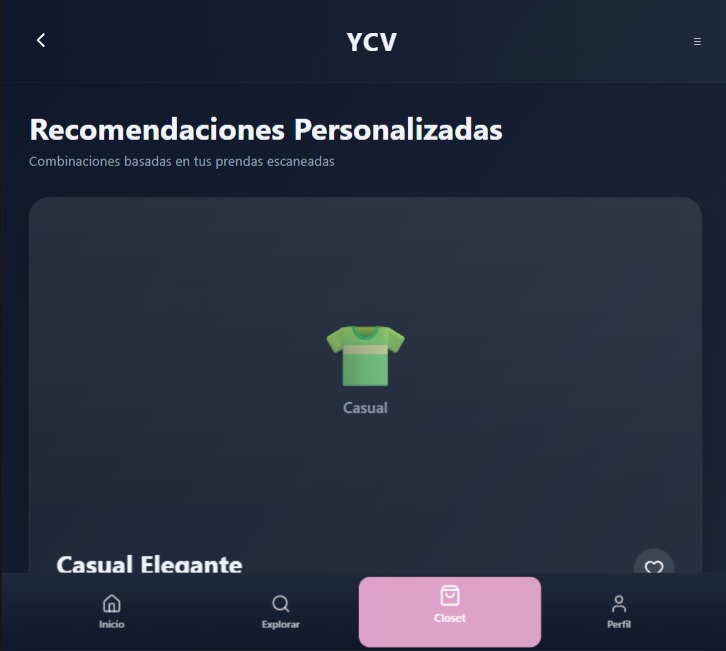 YCV
Recomendaciones Personalizadas
Combinaciones basadas en tus prendas escaneadas
Casual
Casual Elegante
Inicio
Explorar
Closet
Perfil